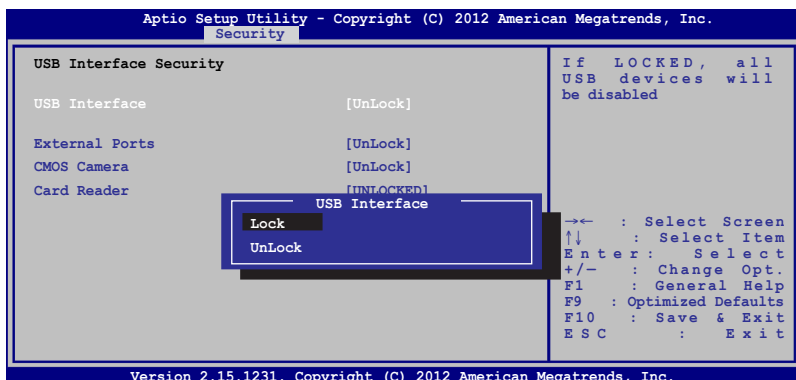 Aptio Setup Utility - Copyright (C) 2012 American Megatrends, Inc.
Security
USB Interface Security
USB Interface [UnLock]
External Ports [UnLock]
CMOS Camera [UnLock]
Card Reader [UNLOCKED]
USB Interface
Lock
UnLock
If LOCKED, all
USB devices will
be disabled
→← : Select Screen
↑↓ : Select Item
Enter: Select
+/— : Change Opt.
F1 : General Help
F9 : Optimized Defaults
F10 : Save & Exit
ESC : Exit
Version 2.15.1231. Copyright (C) 2012 American Megatrends, Inc.